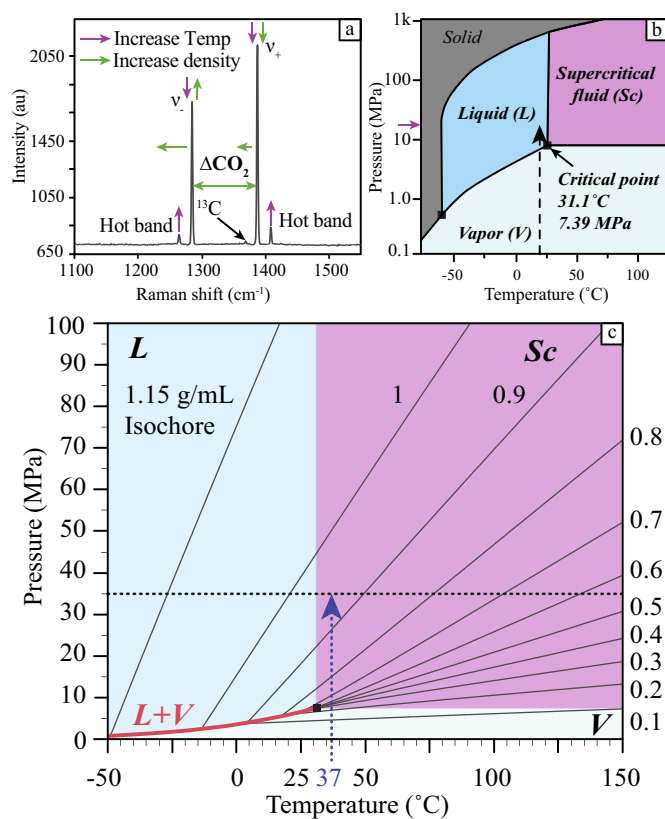 a
Increase Temp
Increase density
ν₊
ν₋
ΔCO₂
¹³C
Hot band
Hot band
2050
1450
1050
650
Intensity (au)
1100 1200 1300 1400 1500
Raman shift (cm⁻¹)
b
1k
100
10
1.0
0.1
Pressure (MPa)
Solid
Supercritical
fluid (Sc)
Liquid (L)
Critical point
31.1˚C
7.39 MPa
Vapor (V)
-50 0 50
Temperature (˚C)
c
L
Sc
1.15 g/mL
Isochore
1
0.9
0.8
0.7
0.6
0.5
0.4
0.3
0.2
0.1
L+V
V
100
90
80
70
60
50
40
30
20
10
0
Pressure (MPa)
-50 0 25 37 50 100 150
Temperature (˚C)